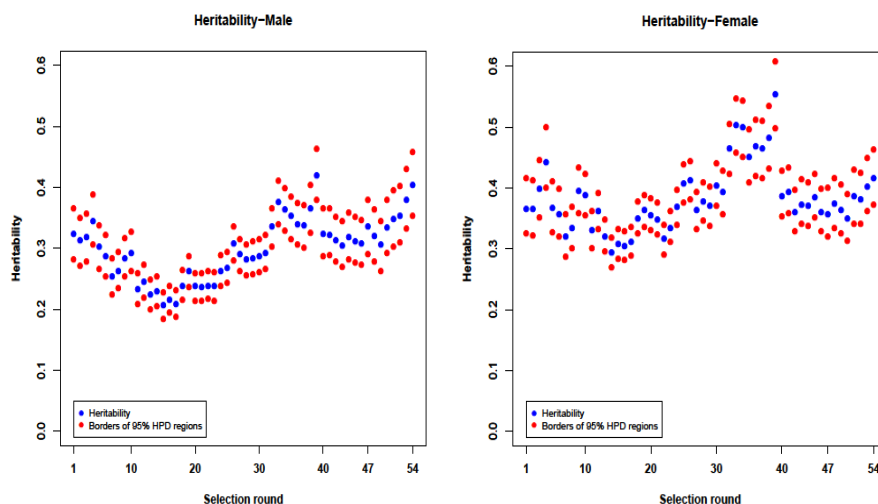 Heritability−Male
Heritability
0.0
0.1
0.2
0.3
0.4
0.5
0.6
Heritability
Borders of 95% HPD regions
1 10 20 30 40 47 54
Selection round
Heritability−Female
Heritability
0.0
0.1
0.2
0.3
0.4
0.5
0.6
Heritability
Borders of 95% HPD regions
1 10 20 30 40 47 54
Selection round